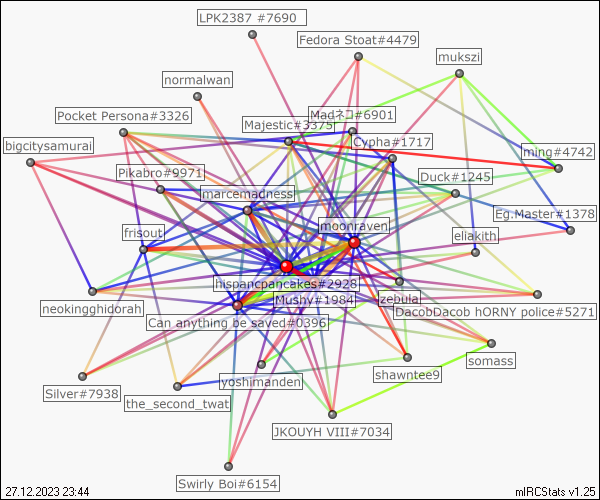 LPK2387 #7690
Fedora Stoat#4479
mukszi
normalwan
Pocket Persona#3326
Madネコ#6901
Majestic#3375
Cypha#1717
bigcitysamurai
ming#4742
Pikabro#9971
Duck#1245
marcemadness
Eg.Master#1378
moonraven
frisout
eliakith
hispancpancakes#2928
Mushy#1984
zebula
neokingghidorah
DacobDacob hORNY police#5271
Can anything be saved#0396
somass
shawntee9
yoshimanden
Silver#7938
the_second_twat
JKOUYH VIII#7034
Swirly Boi#6154
27.12.2023 23:44
mIRCStats v1.25